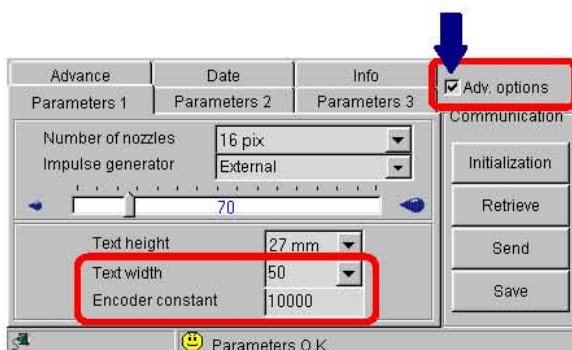 Advance Date Info
Adv. options
Parameters 1 Parameters 2 Parameters 3
Communication
Number of nozzles 16 pix
Impulse generator External
Initialization
70
Retrieve
Text height 27 mm
Send
Text width 50
Save
Encoder constant 10000
Parameters O.K.